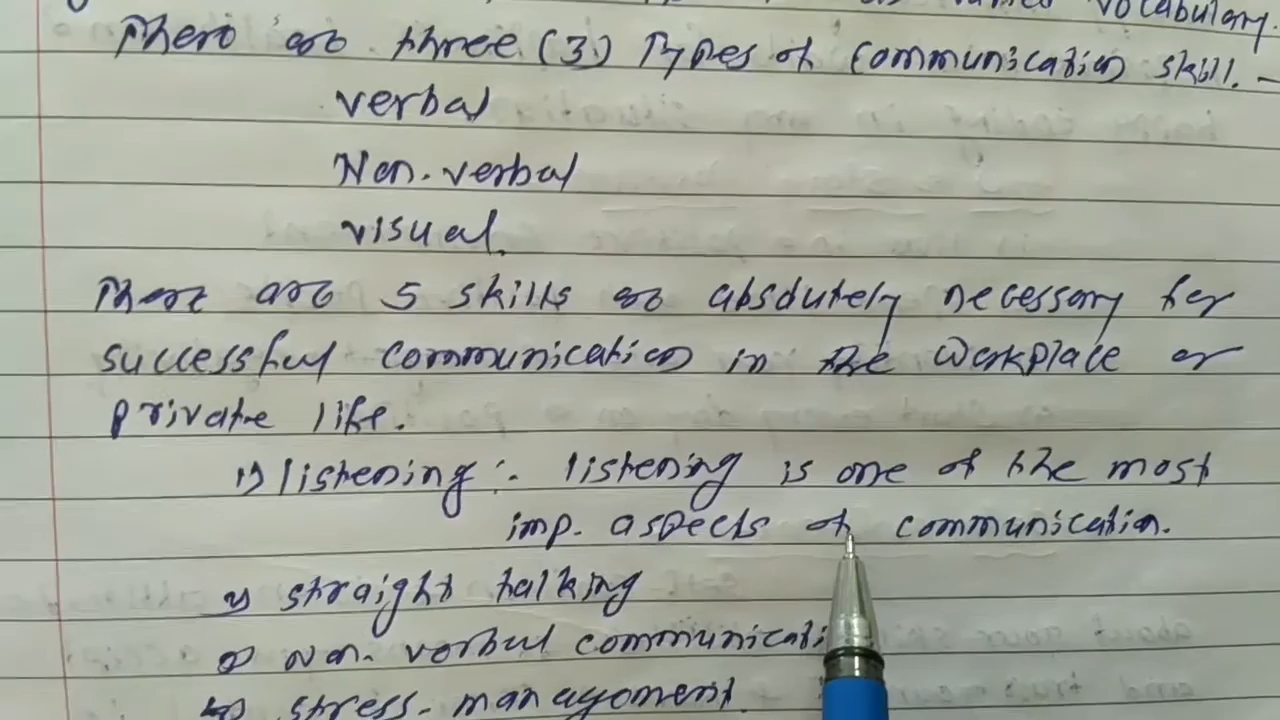 vocabulary.
There are three (3) Types of communication skill. -
verbal
Non-verbal
visual.
There are 5 skills are absolutely necessary for
successful communication in the workplace or
private life.
1) listening :- listening is one of the most
imp. aspects of communication.
2) straight talking
3) Non-verbal communicati
4) stress-management.